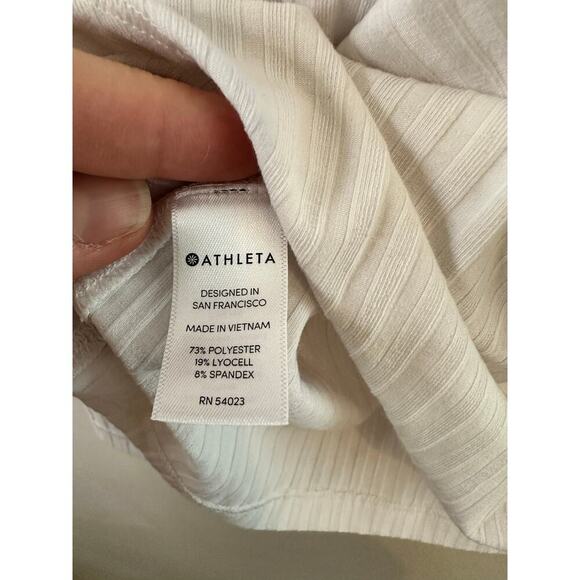 ATHLETA
DESIGNED IN
SAN FRANCISCO
MADE IN VIETNAM
73% POLYESTER
19% LYOCELL
8% SPANDEX
RN 54023